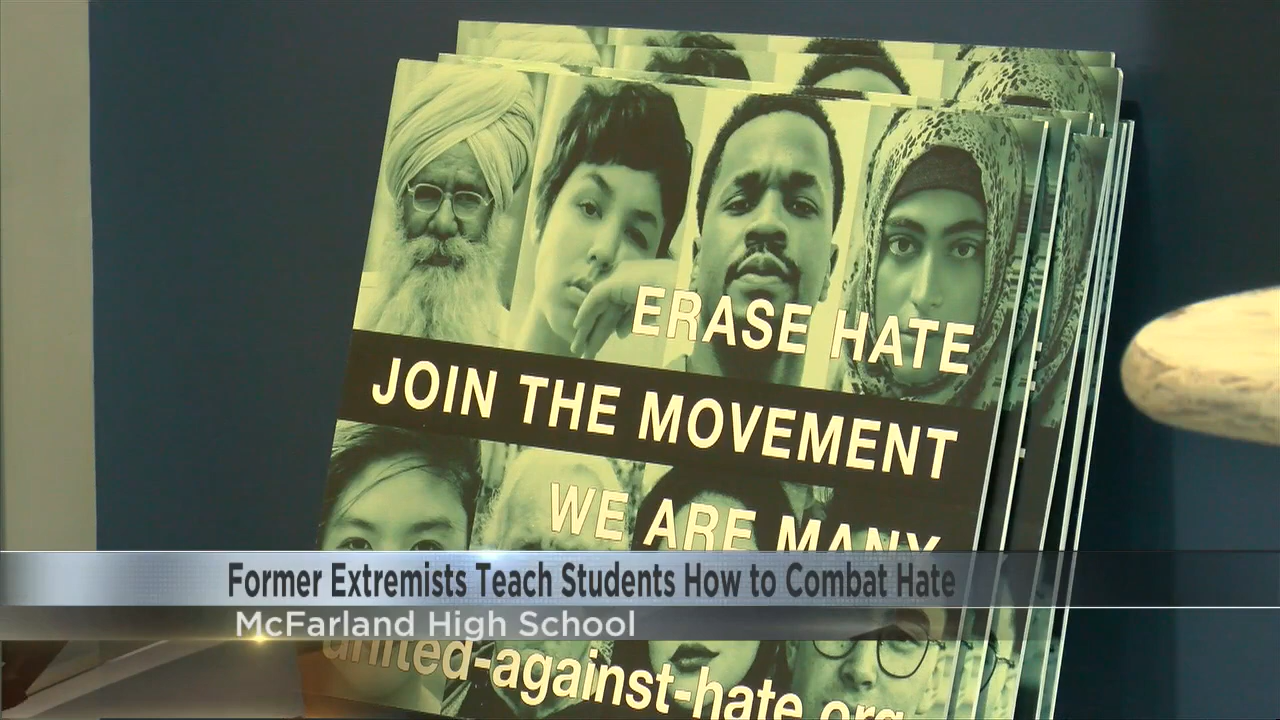 ERASE HATE
JOIN THE MOVEMENT
WE ARE MANY
Former Extremists Teach Students How to Combat Hate
McFarland High School
united-against-hate.org